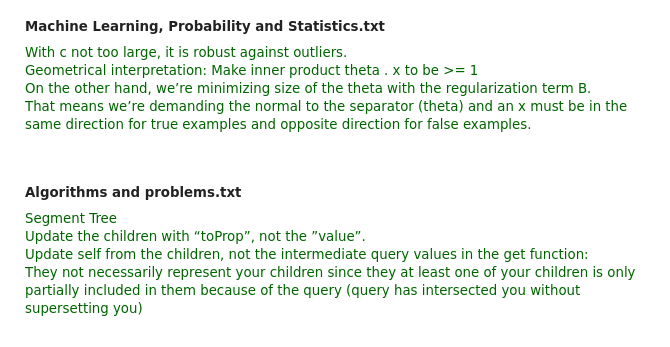 Machine Learning, Probability and Statistics.txt
With c not too large, it is robust against outliers.
Geometrical interpretation: Make inner product theta . x to be >= 1
On the other hand, we’re minimizing size of the theta with the regularization term B.
That means we’re demanding the normal to the separator (theta) and an x must be in the
same direction for true examples and opposite direction for false examples.
Algorithms and problems.txt
Segment Tree
Update the children with “toProp”, not the ”value”.
Update self from the children, not the intermediate query values in the get function:
They not necessarily represent your children since they at least one of your children is only
partially included in them because of the query (query has intersected you without
supersetting you)